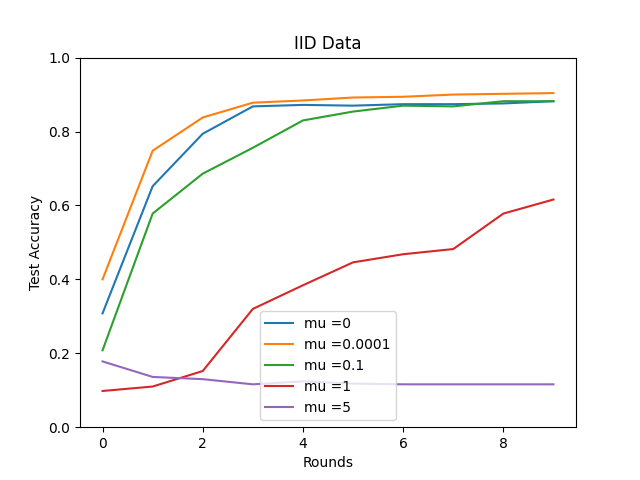 IID Data
1.0
0.8
0.6
0.4
0.2
0.0
Test Accuracy
mu =0
mu =0.0001
mu =0.1
mu =1
mu =5
0
2
4
6
8
Rounds